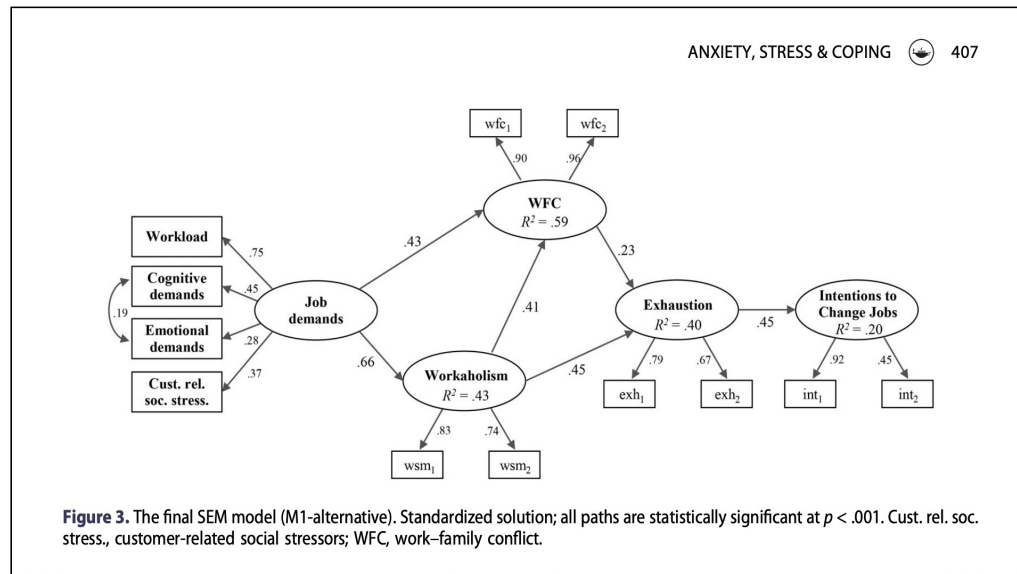 ANXIETY, STRESS & COPING 407
wfc1 wfc2
.90 .96
WFC
R² = .59
Workload
.75
.43
.23
Cognitive
demands
.45
.19
Job
demands
Emotional
demands
.28
.41
Exhaustion
R² = .40
.45
Intentions to
Change Jobs
R² = .20
Cust. rel.
soc. stress.
.37
.66
Workaholism
R² = .43
.45
.79 .67
.92 .45
exh1 exh2
int1 int2
.83 .74
wsm1 wsm2
Figure 3. The final SEM model (M1-alternative). Standardized solution; all paths are statistically significant at p < .001. Cust. rel. soc.
stress., customer-related social stressors; WFC, work–family conflict.